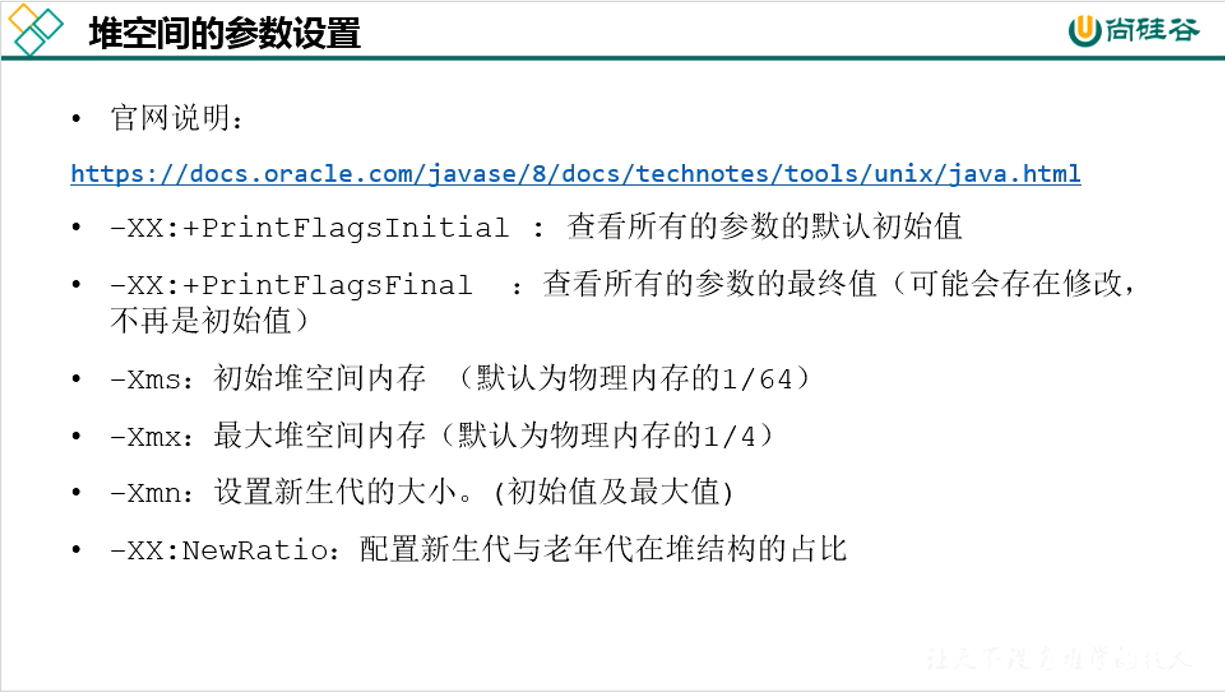 堆空间的参数设置
尚硅谷
• 官网说明：
https://docs.oracle.com/javase/8/docs/technotes/tools/unix/java.html
• –XX:+PrintFlagsInitial : 查看所有的参数的默认初始值
• –XX:+PrintFlagsFinal : 查看所有的参数的最终值（可能会存在修改，
不再是初始值）
• –Xms: 初始堆空间内存 （默认为物理内存的1/64）
• –Xmx: 最大堆空间内存（默认为物理内存的1/4）
• –Xmn: 设置新生代的大小。(初始值及最大值)
• –XX:NewRatio: 配置新生代与老年代在堆结构的占比
让天下没有难学的技术